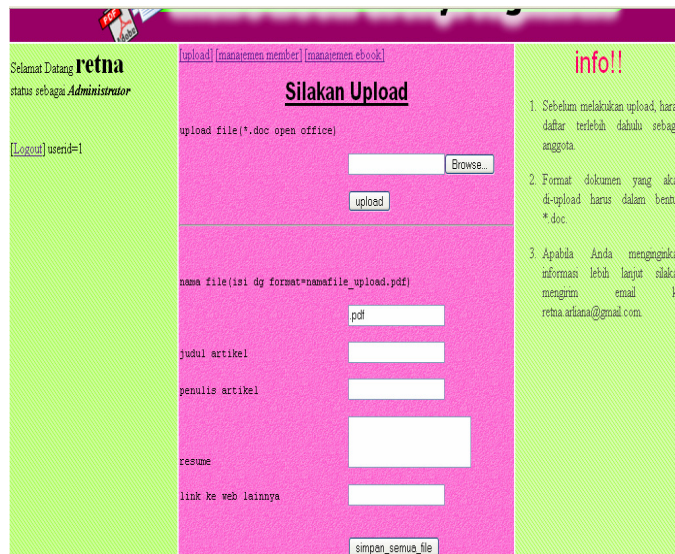 PDF
Adobe
Selamat Datang retna
status sebagai Administrator
[Logout] userid=1
[upload] [manajemen member] [manajemen ebook]
Silakan Upload
upload file(*.doc open office)
Browse...
upload
nama file(isi dg format=namafile_upload.pdf)
.pdf
judul artikel
penulis artikel
resume
link ke web lainnya
simpan_semua_file
info!!
1. Sebelum melakukan upload, hara
daftar terlebih dahulu sebag
anggota.
2. Format dokumen yang aka
di-upload harus dalam bentu
*.doc.
3. Apabila Anda menginginka
informasi lebih lanjut silaka
mengirim email k
retna.arliana@gmail.com.